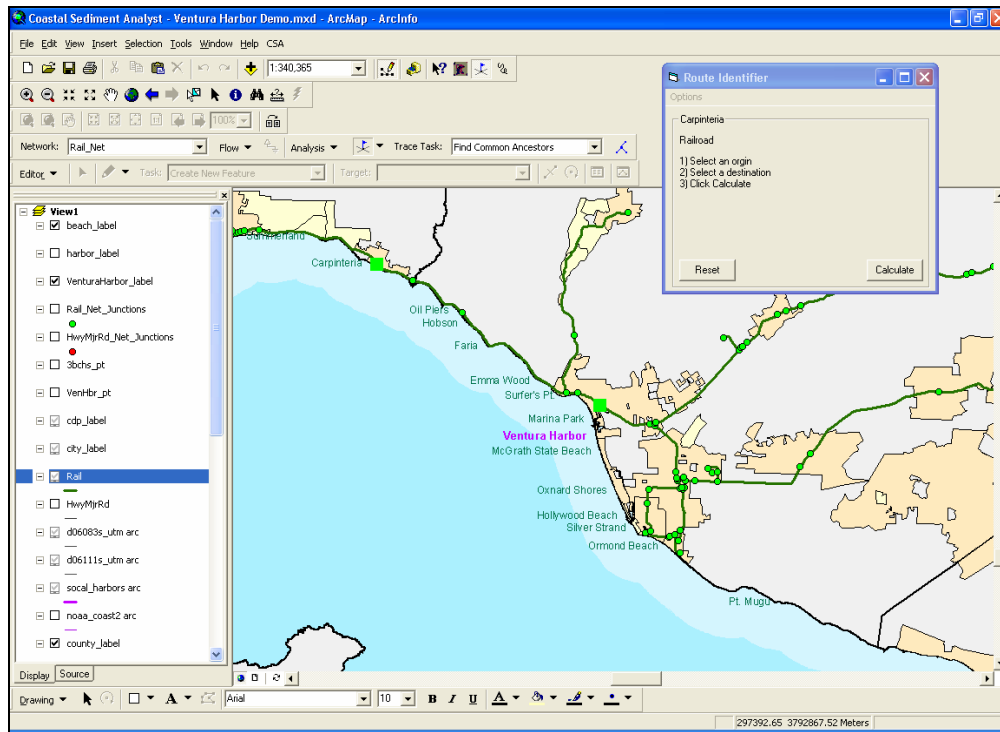 Coastal Sediment Analyst - Ventura Harbor Demo.mxd - ArcMap - ArcInfo
File Edit View Insert Selection Tools Window Help CSA
1:340,365
100%
Network: Rail_Net Flow Analysis Trace Task: Find Common Ancestors
Editor Task: Create New Feature Target:
View1
beach_label
harbor_label
VenturaHarbor_label
Rail_Net_Junctions
HwyMjrRd_Net_Junctions
3bchs_pt
VenHbr_pt
cdp_label
city_label
Rail
HwyMjrRd
d06083s_utm arc
d06111s_utm arc
socal_harbors arc
noaa_coast2 arc
county_label
Display Source
Summerland
Carpinteria
Oil Piers
Hobson
Faria
Emma Wood
Surfer's Pt.
Marina Park
Ventura Harbor
McGrath State Beach
Oxnard Shores
Hollywood Beach
Silver Strand
Ormond Beach
Pt. Mugu
Route Identifier
Options
Carpinteria
Railroad
1) Select an orgin
2) Select a destination
3) Click Calculate
Reset Calculate
Drawing A Arial 10 B I U A
297392.65 3792867.52 Meters